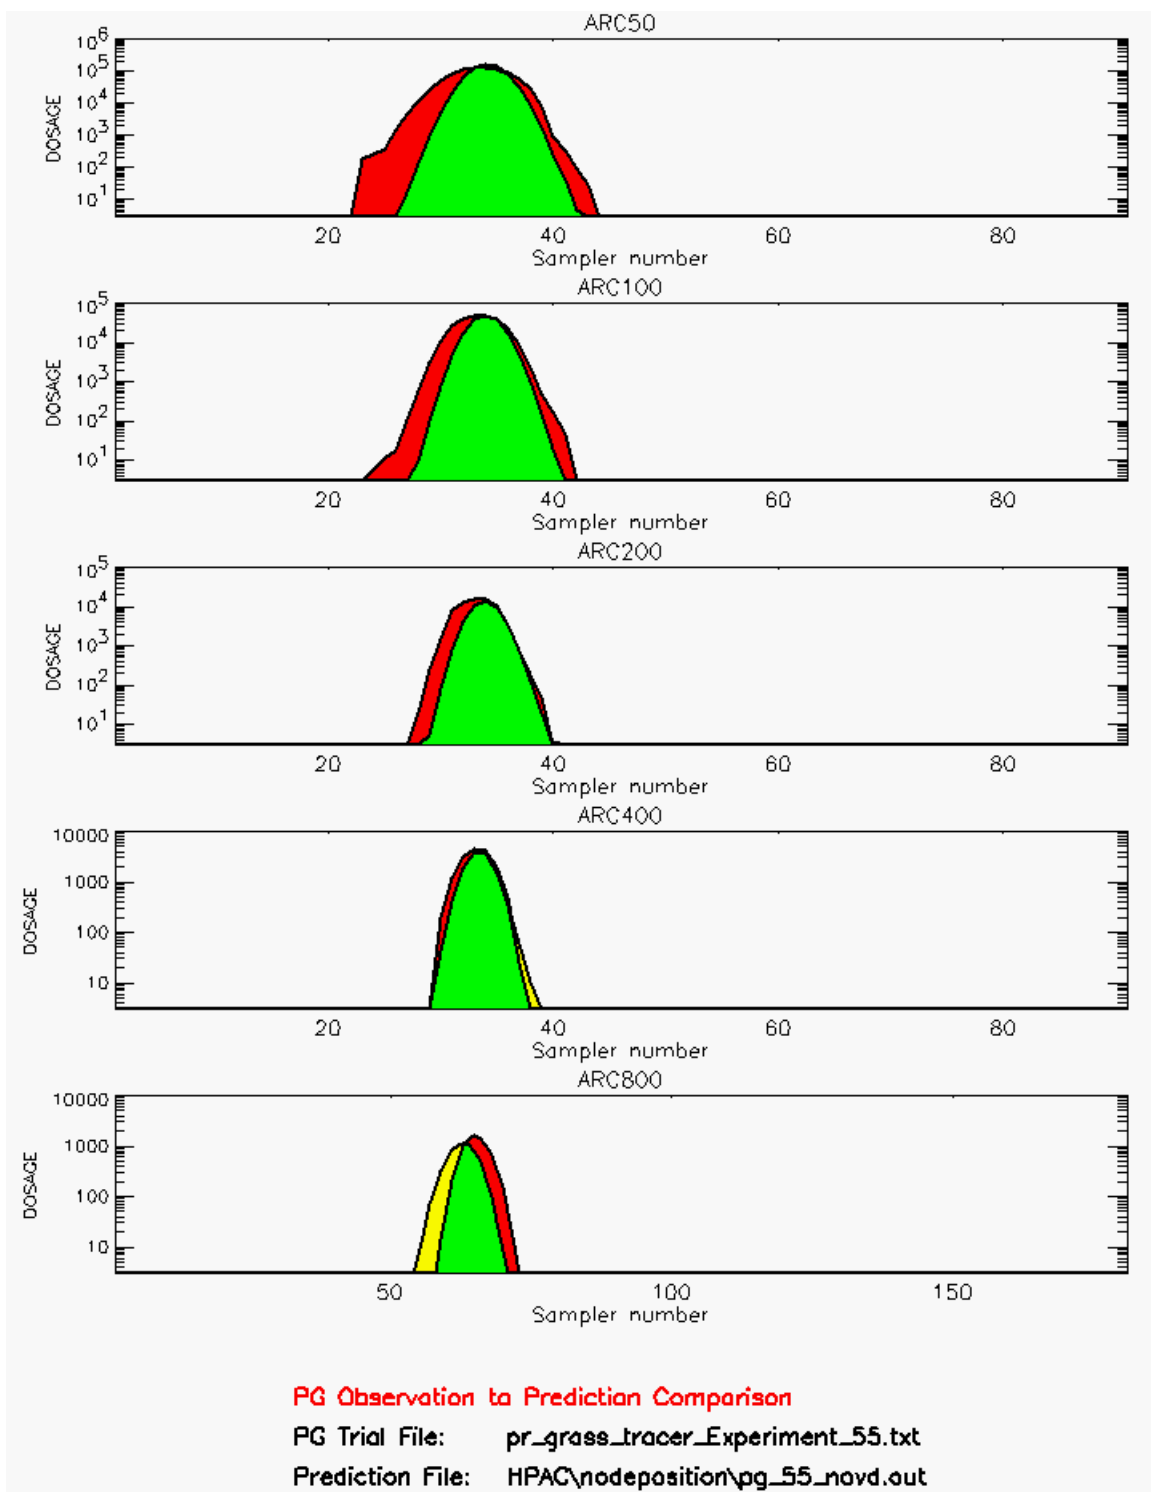 ARC50
10^6
10^5
10^4
10^3
10^2
10^1
DOSAGE
20 40 60 80
Sampler number
ARC100
10^5
10^4
10^3
10^2
10^1
DOSAGE
20 40 60 80
Sampler number
ARC200
10^5
10^4
10^3
10^2
10^1
DOSAGE
20 40 60 80
Sampler number
ARC400
10000
1000
100
10
DOSAGE
20 40 60 80
Sampler number
ARC800
10000
1000
100
10
DOSAGE
50 100 150
Sampler number
PG Observation to Prediction Comparison
PG Trial File: pr_grass_tracer_Experiment_55.txt
Prediction File: HPAC\nodeposition\pg_55_novd.out